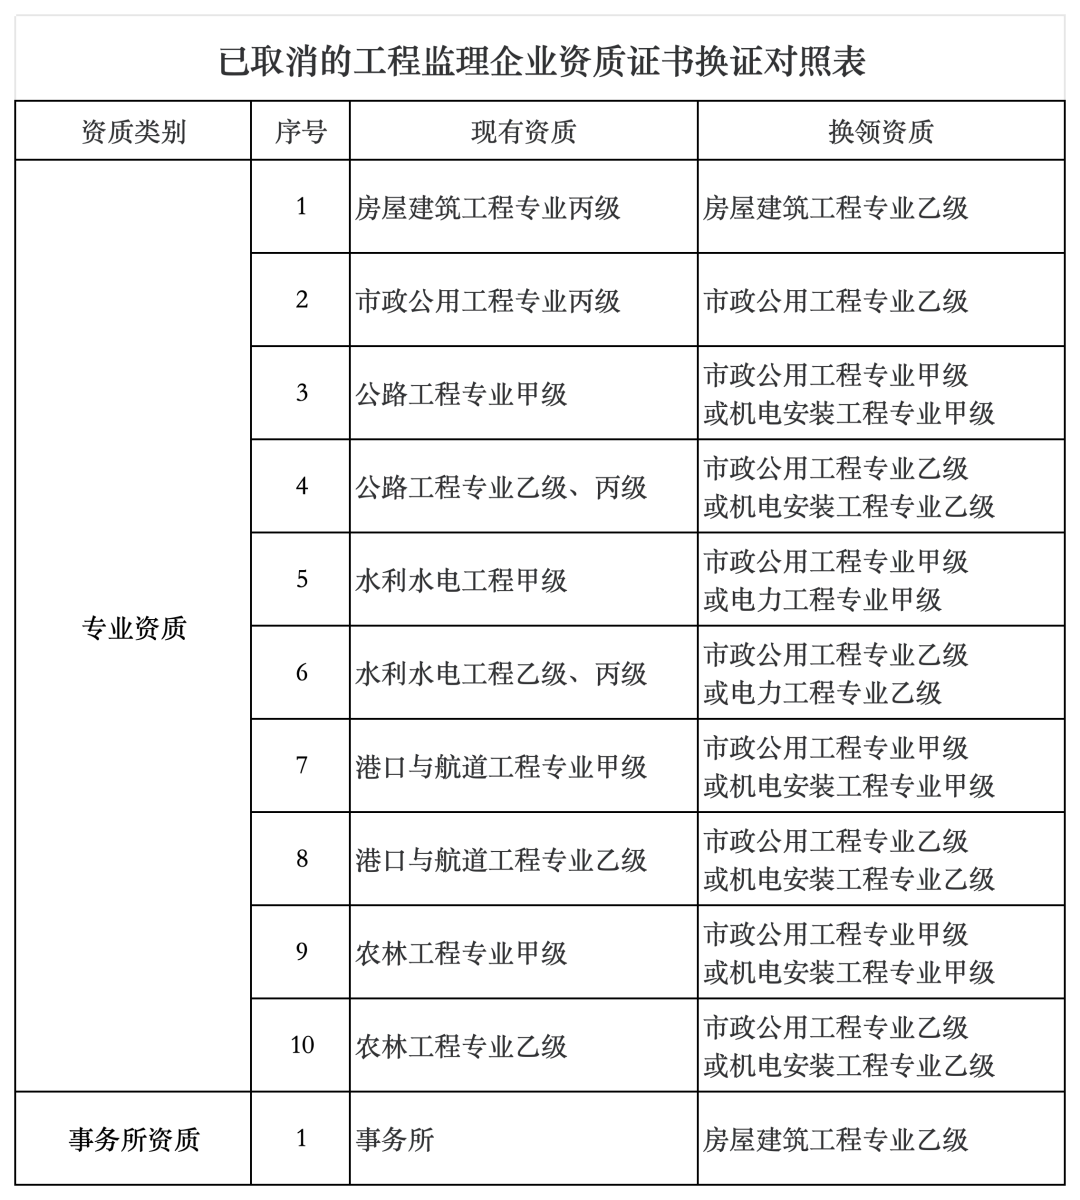 已取消的工程监理企业资质证书换证对照表
资质类别 序号 现有资质 换领资质
专业资质
1 房屋建筑工程专业丙级 房屋建筑工程专业乙级
2 市政公用工程专业丙级 市政公用工程专业乙级
3 公路工程专业甲级 市政公用工程专业甲级
或机电安装工程专业甲级
4 公路工程专业乙级、丙级 市政公用工程专业乙级
或机电安装工程专业乙级
5 水利水电工程甲级 市政公用工程专业甲级
或电力工程专业甲级
6 水利水电工程乙级、丙级 市政公用工程专业乙级
或电力工程专业乙级
7 港口与航道工程专业甲级 市政公用工程专业甲级
或机电安装工程专业甲级
8 港口与航道工程专业乙级 市政公用工程专业乙级
或机电安装工程专业乙级
9 农林工程专业甲级 市政公用工程专业甲级
或机电安装工程专业甲级
10 农林工程专业乙级 市政公用工程专业乙级
或机电安装工程专业乙级
事务所资质 1 事务所 房屋建筑工程专业乙级